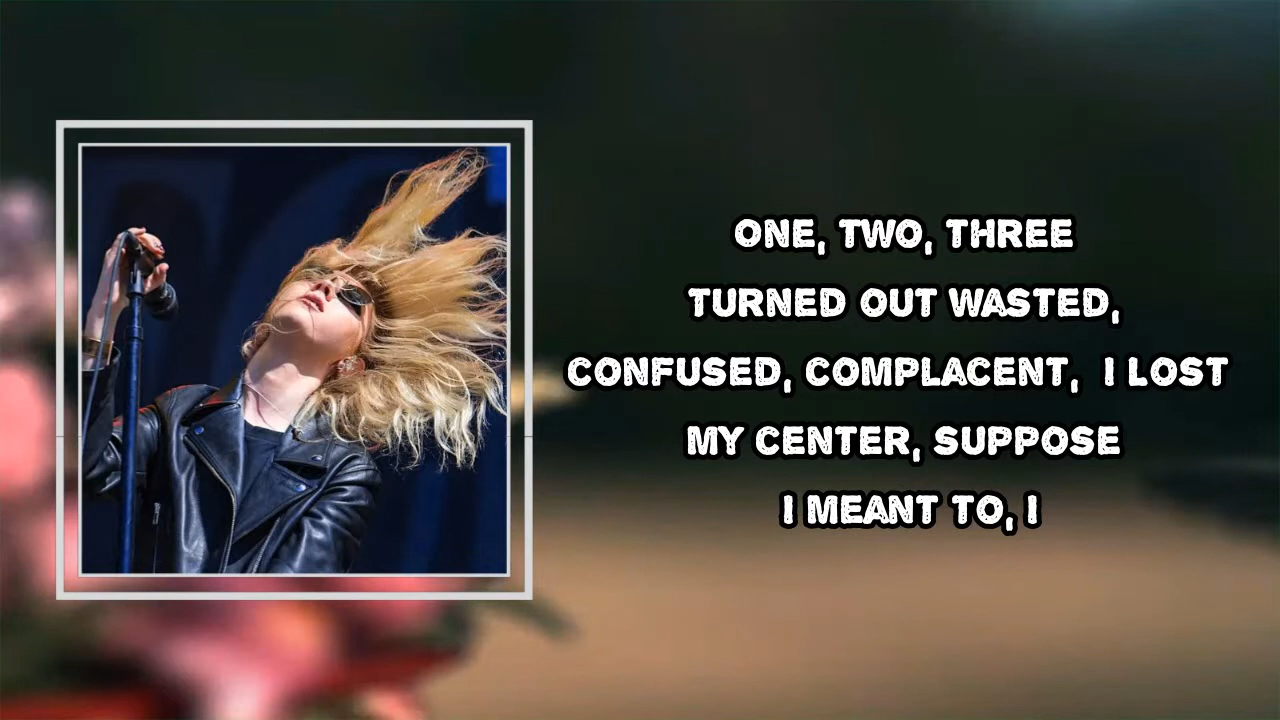 ONE, TWO, THREE
TURNED OUT WASTED,
CONFUSED, COMPLACENT,  I LOST
MY CENTER, SUPPOSE
I MEANT TO, I